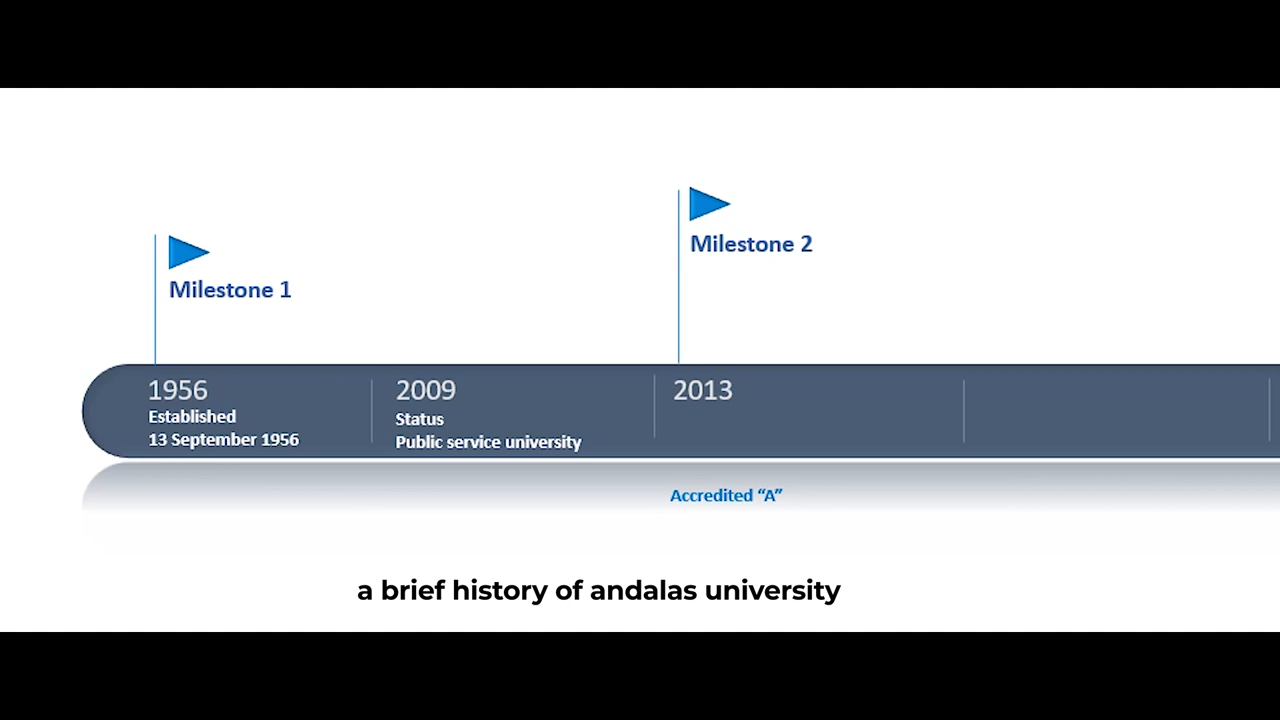 Milestone 1
Milestone 2
1956
Established
13 September 1956
2009
Status
Public service university
2013
Accredited “A”
a brief history of andalas university